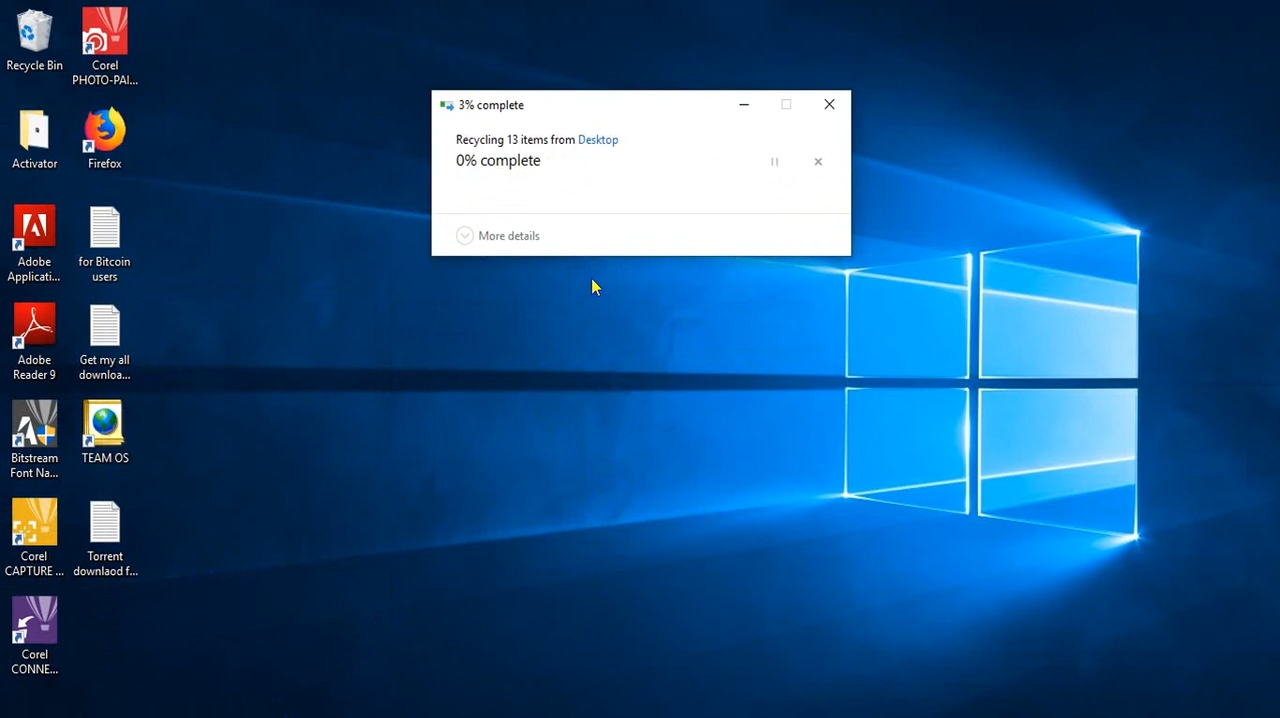 Recycle Bin
Corel
PHOTO-PAI...
Activator
Firefox
Adobe
Applicati...
for Bitcoin
users
Adobe
Reader 9
Get my all
downloa...
Bitstream
Font Na...
TEAM OS
Corel
CAPTURE ...
Torrent
downlaod f...
Corel
CONNE...
3% complete
Recycling 13 items from Desktop
0% complete
More details